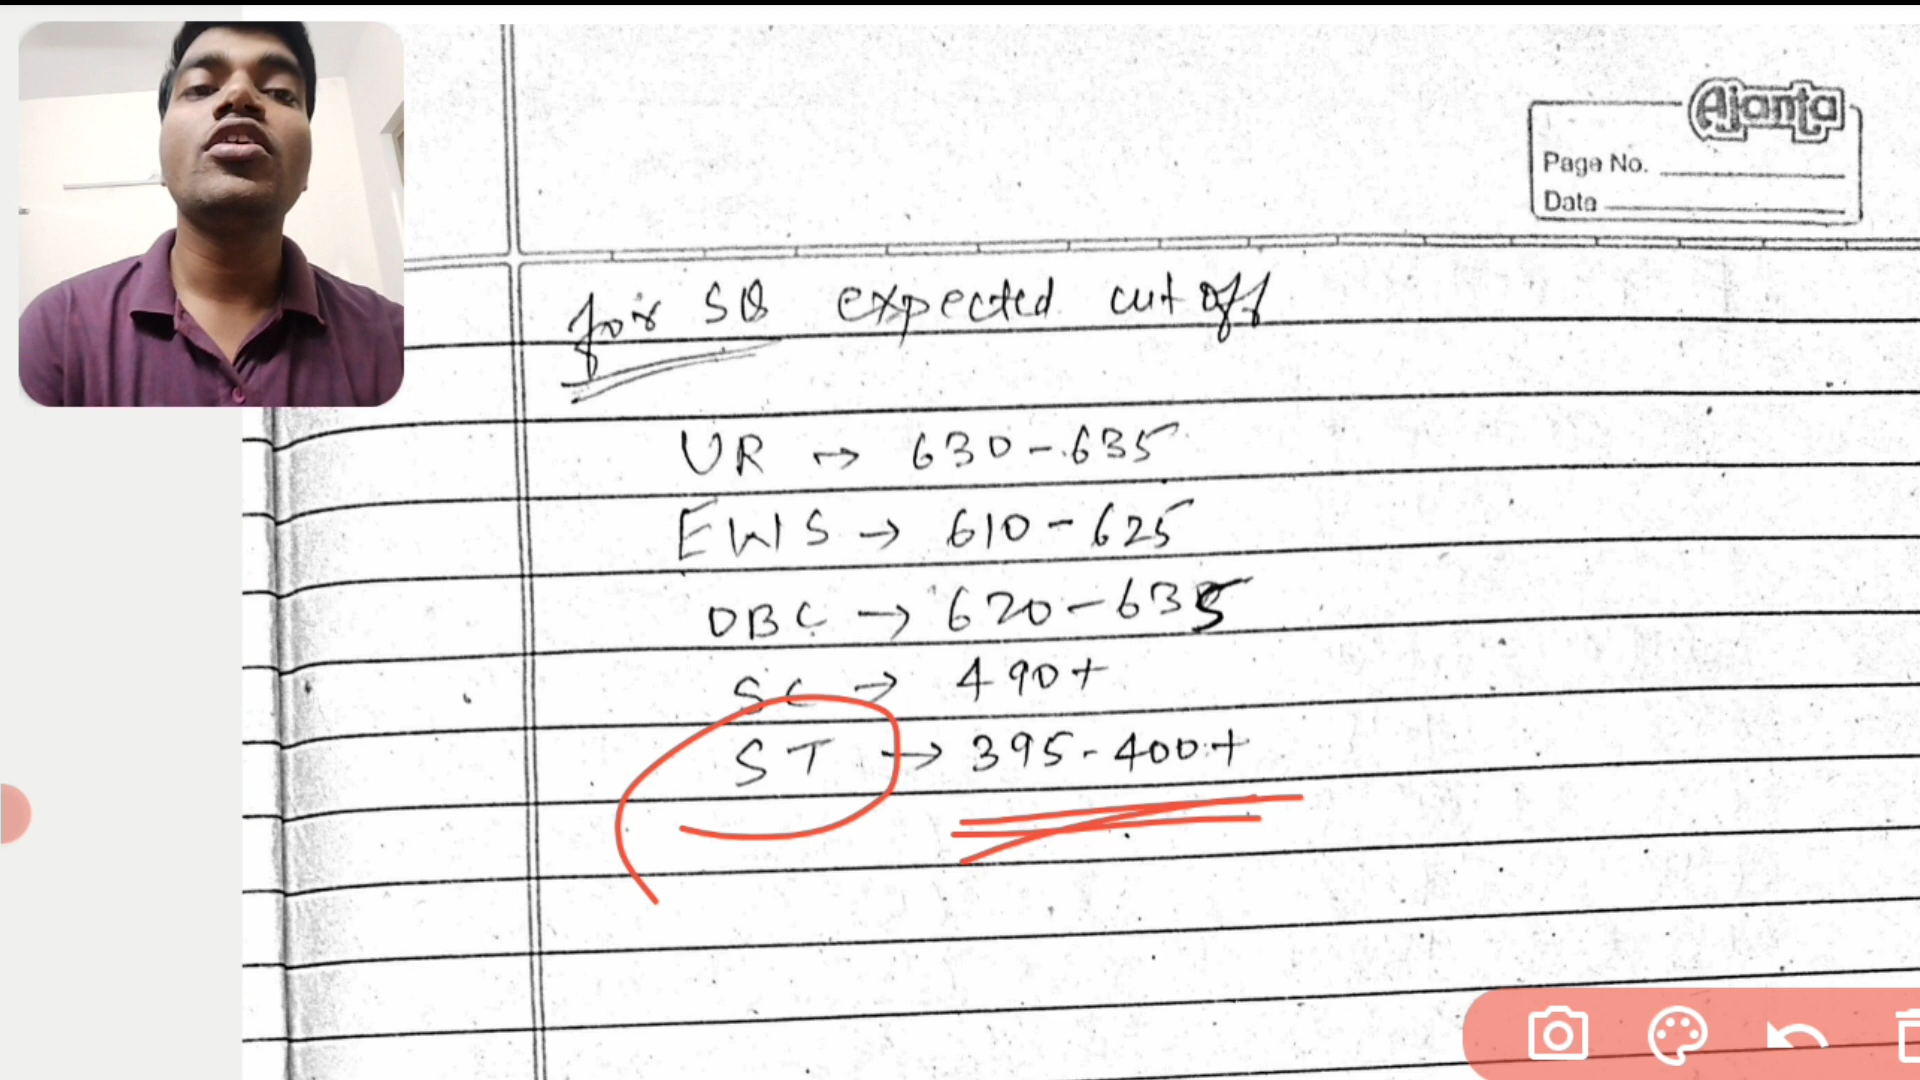 Ajanta
Page No.
Date
for SQ expected cut off
UR → 630-635
EWS → 610-625
OBC → 620-635
SC → 490+
ST → 395-400+